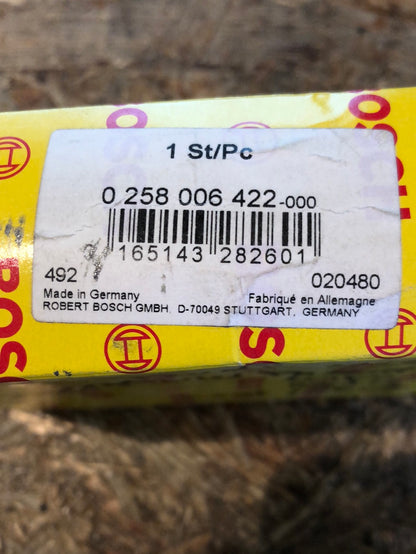 BOSCH
1 St/Pc
0 258 006 422-000
165143 282601
492
020480
Made in Germany
Fabriqué en Allemagne
ROBERT BOSCH GMBH, D-70049 STUTTGART, GERMANY